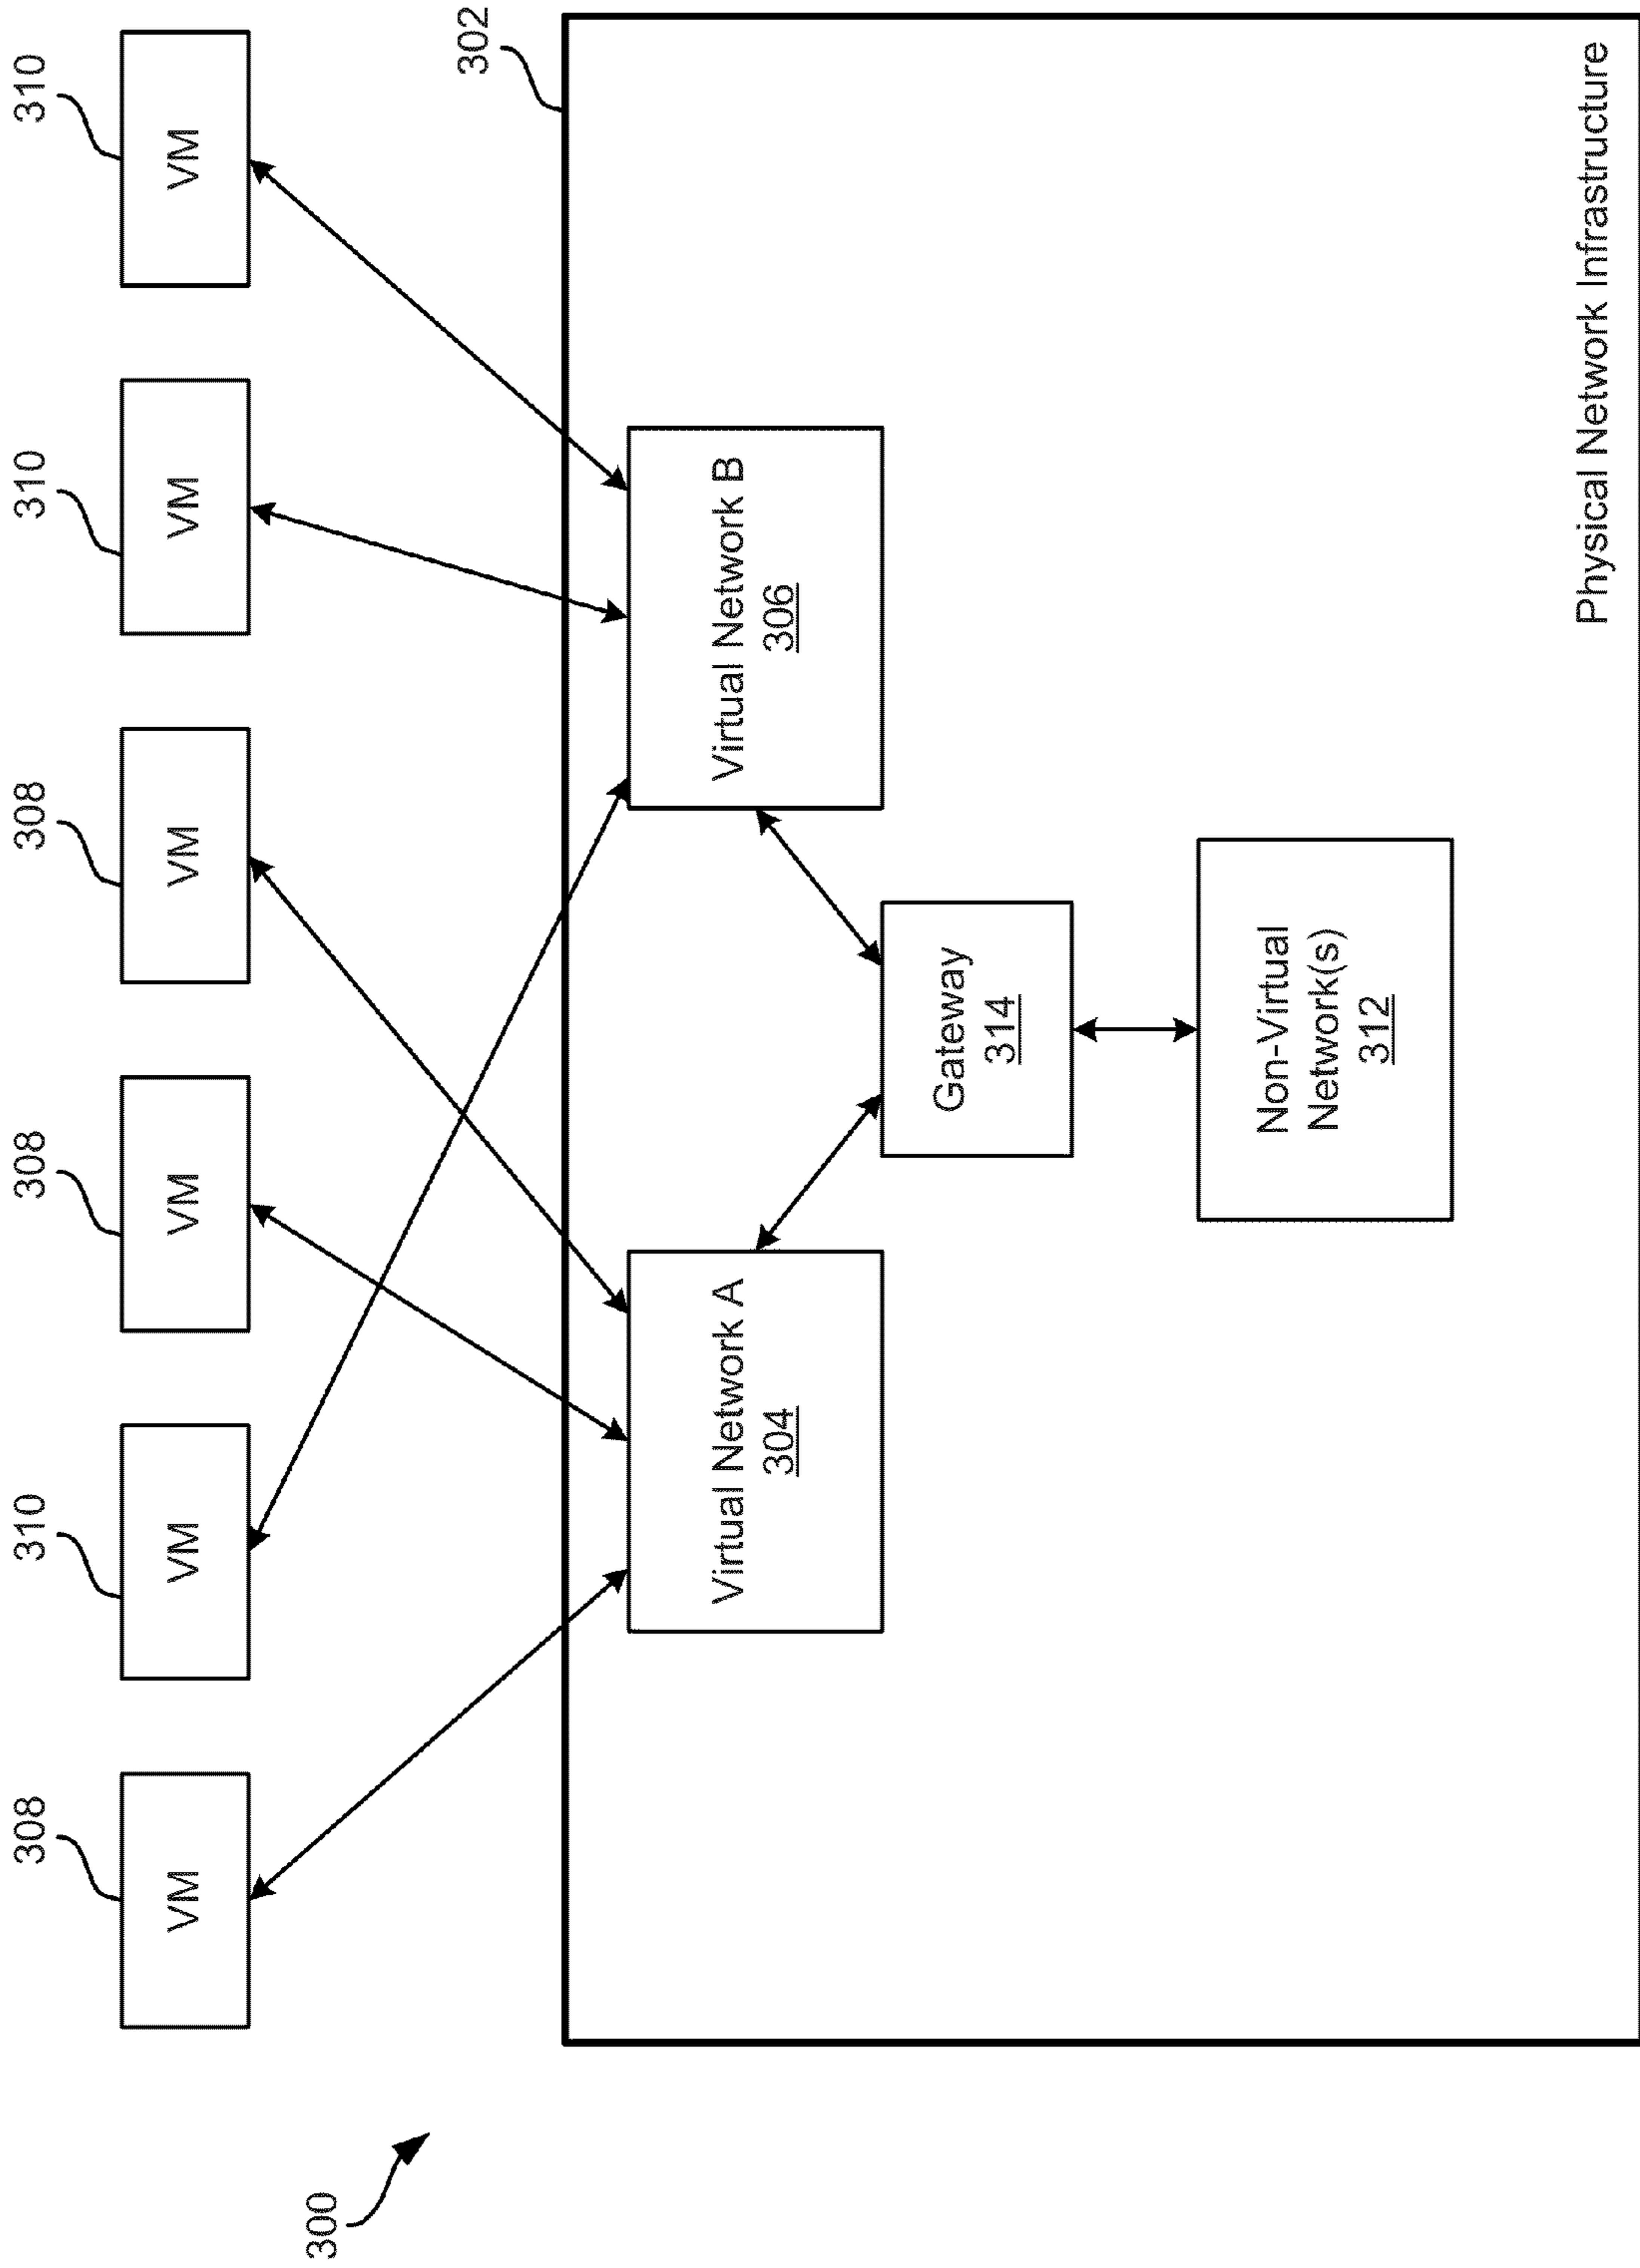 308
310
308
308
310
310
VM
VM
VM
VM
VM
VM
300
302
Virtual Network A
304
Virtual Network B
306
Gateway
314
Non-Virtual
Network(s)
312
Physical Network Infrastructure